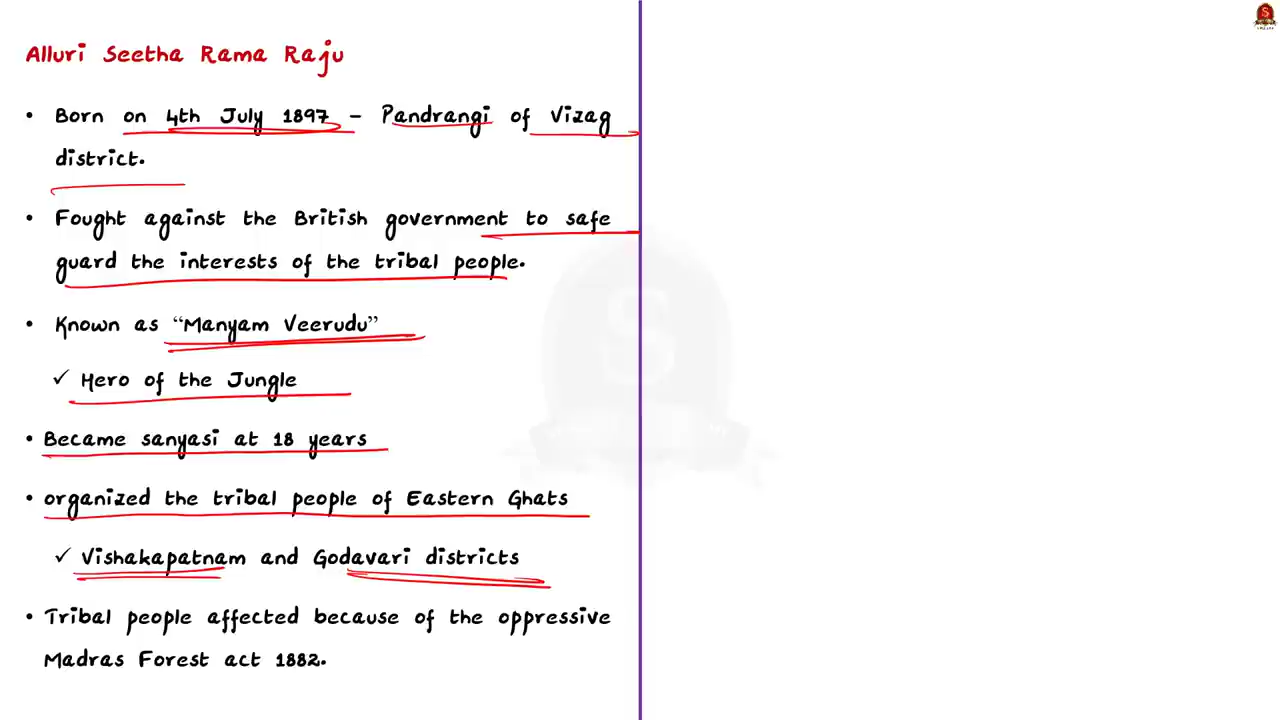 Alluri Seetha Rama Raju
• Born on 4th July 1897 – Pandrangi of Vizag
district.
• Fought against the British government to safe
guard the interests of the tribal people.
• Known as “Manyam Veerudu”
✓ Hero of the Jungle
• Became sanyasi at 18 years
• organized the tribal people of Eastern Ghats
✓ Vishakapatnam and Godavari districts
• Tribal people affected because of the oppressive
Madras Forest act 1882.